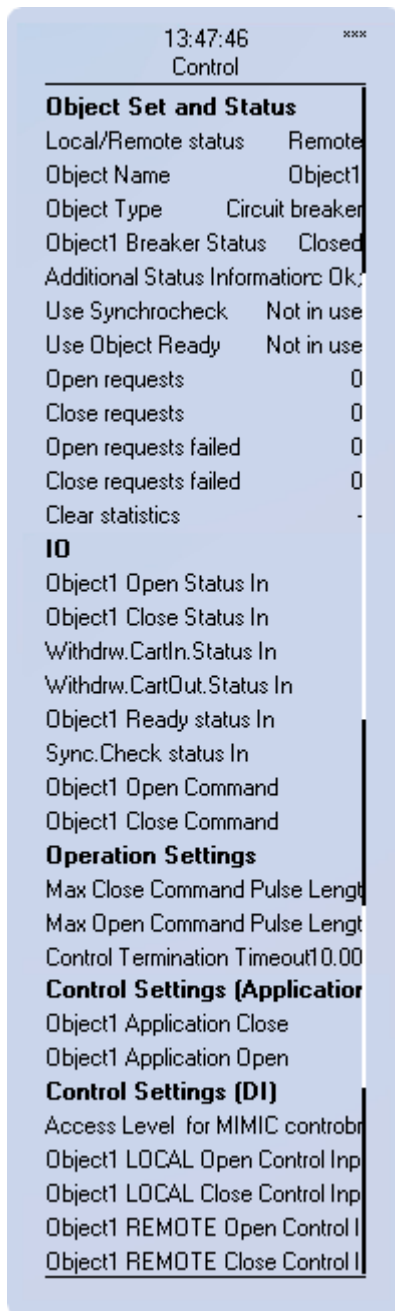 13:47:46 ***
Control
Object Set and Status
Local/Remote status Remote
Object Name Object1
Object Type Circuit breaker
Object1 Breaker Status Closed
Additional Status Information: Ok;
Use Synchrocheck Not in use
Use Object Ready Not in use
Open requests 0
Close requests 0
Open requests failed 0
Close requests failed 0
Clear statistics -
IO
Object1 Open Status In
Object1 Close Status In
Withdrw.CartIn.Status In
Withdrw.CartOut.Status In
Object1 Ready status In
Sync.Check status In
Object1 Open Command
Object1 Close Command
Operation Settings
Max Close Command Pulse Lengt
Max Open Command Pulse Lengt
Control Termination Timeout10.00
Control Settings (Application
Object1 Application Close
Object1 Application Open
Control Settings (DI)
Access Level for MIMIC controbr
Object1 LOCAL Open Control Inp
Object1 LOCAL Close Control Inp
Object1 REMOTE Open Control I
Object1 REMOTE Close Control I